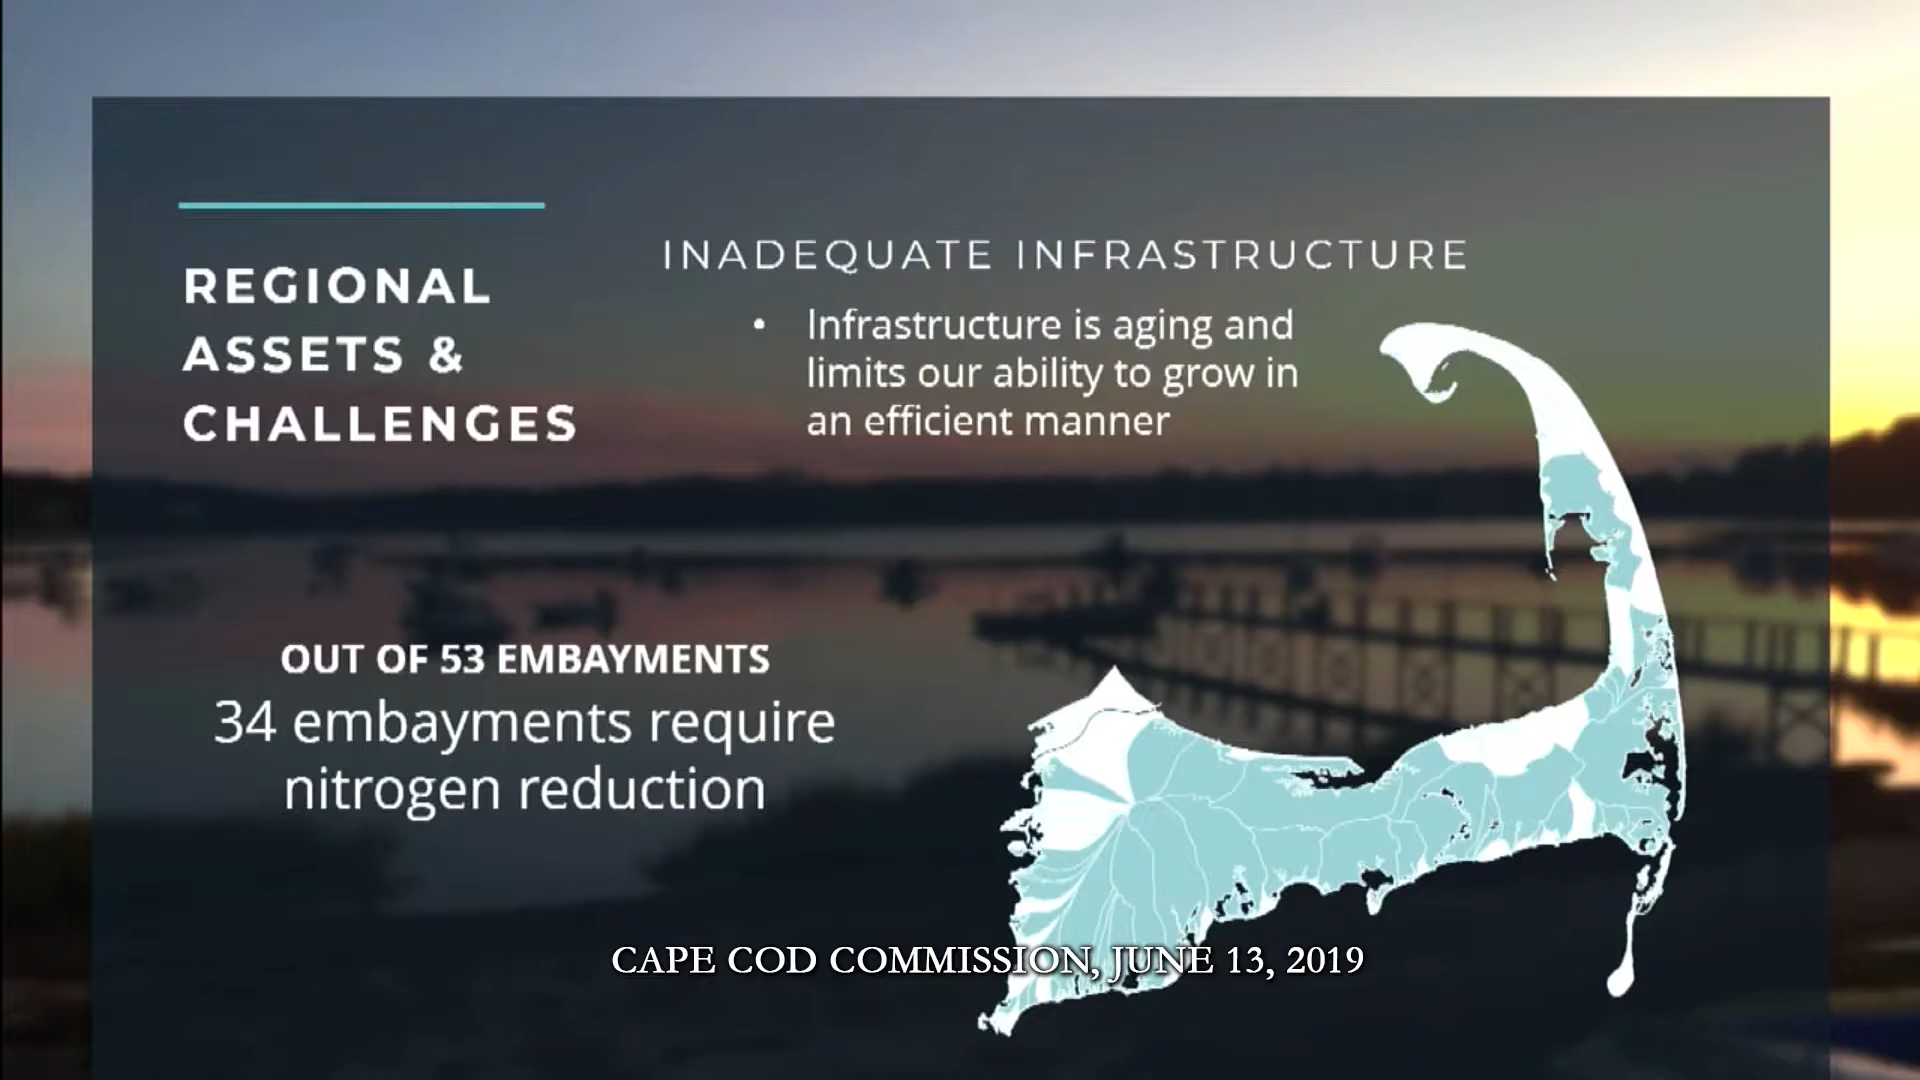 REGIONAL
ASSETS &
CHALLENGES
INADEQUATE INFRASTRUCTURE
• Infrastructure is aging and
limits our ability to grow in
an efficient manner
OUT OF 53 EMBAYMENTS
34 embayments require
nitrogen reduction
CAPE COD COMMISSION, JUNE 13, 2019